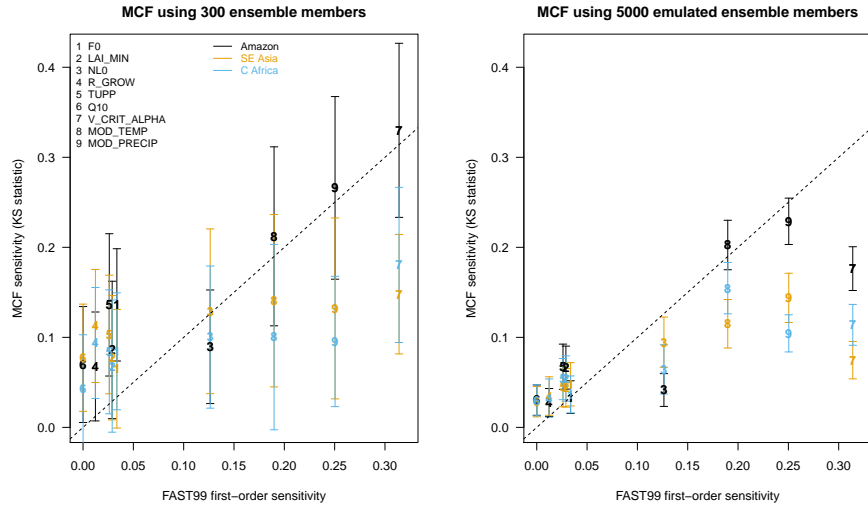 MCF using 300 ensemble members
MCF using 5000 emulated ensemble members
1 F0
2 LAI_MIN
3 NL0
4 R_GROW
5 TUPP
6 Q10
7 V_CRIT_ALPHA
8 MOD_TEMP
9 MOD_PRECIP
Amazon
SE Asia
C Africa
MCF sensitivity (KS statistic)
0.4
0.3
0.2
0.1
0.0
0.00 0.05 0.10 0.15 0.20 0.25 0.30
FAST99 first−order sensitivity
MCF sensitivity (KS statistic)
0.4
0.3
0.2
0.1
0.0
0.00 0.05 0.10 0.15 0.20 0.25 0.30
FAST99 first−order sensitivity